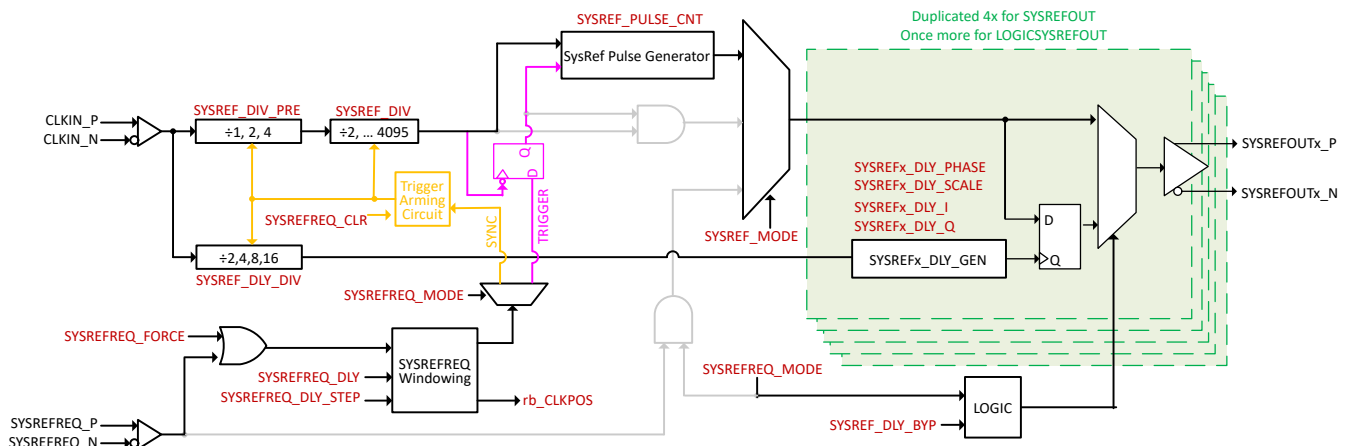 Duplicated 4x for SYSREFOUT
Once more for LOGICSYSREFOUT
SYSREF_PULSE_CNT
SysRef Pulse Generator
CLKIN_P
CLKIN_N
SYSREF_DIV_PRE
÷1, 2, 4
SYSREF_DIV
÷2, ... 4095
Q
D
TRIGGER
SYNC
Trigger
Arming
Circuit
SYSREFREQ_CLR
÷2,4,8,16
SYSREF_DLY_DIV
SYSREF_MODE
SYSREFx_DLY_PHASE
SYSREFx_DLY_SCALE
SYSREFx_DLY_I
SYSREFx_DLY_Q
SYSREFx_DLY_GEN
D
Q
SYSREFOUTx_P
SYSREFOUTx_N
SYSREFREQ_MODE
SYSREFREQ_FORCE
SYSREFREQ
Windowing
SYSREFREQ_DLY
SYSREFREQ_DLY_STEP
rb_CLKPOS
SYSREFREQ_MODE
LOGIC
SYSREF_DLY_BYP
SYSREFREQ_P
SYSREFREQ_N